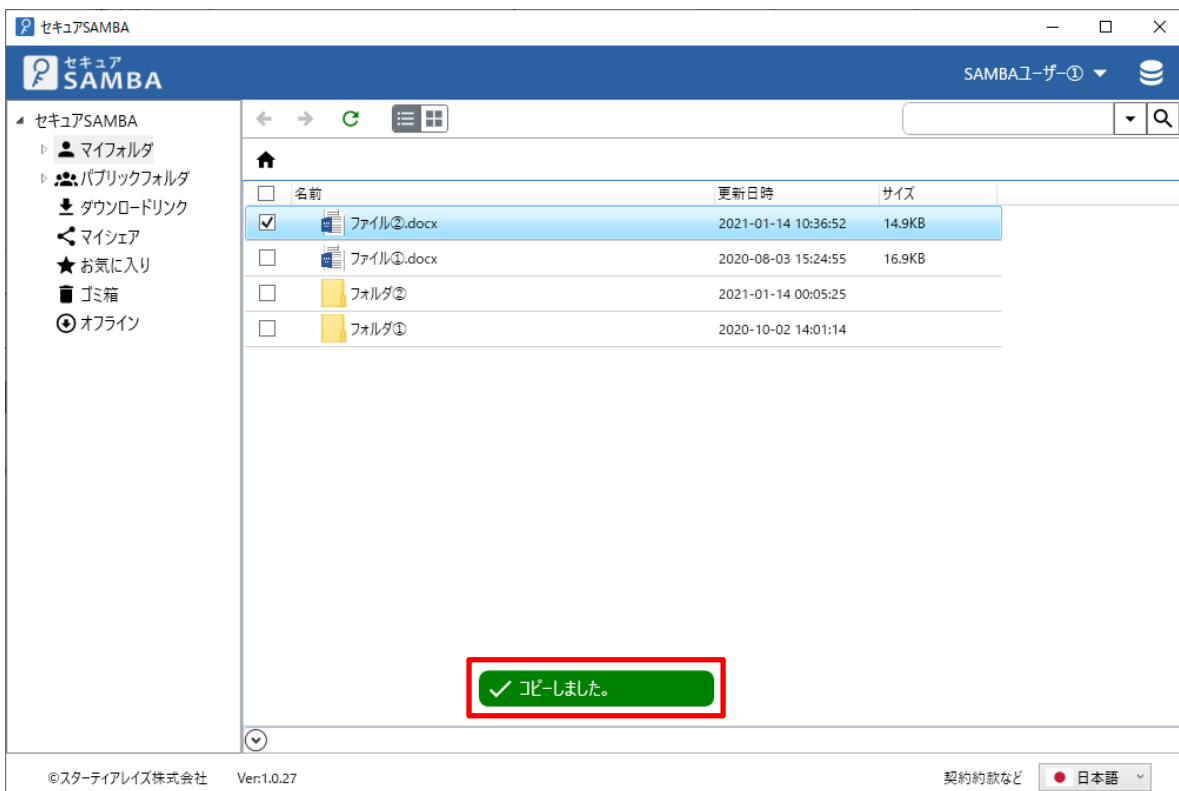 セキュアSAMBA
セキュア
SAMBA
SAMBAユーザー①
セキュアSAMBA
マイフォルダ
パブリックフォルダ
ダウンロードリンク
マイシェア
お気に入り
ゴミ箱
オフライン
名前 更新日時 サイズ
ファイル②.docx 2021-01-14 10:36:52 14.9KB
ファイル①.docx 2020-08-03 15:24:55 16.9KB
フォルダ② 2021-01-14 00:05:25
フォルダ① 2020-10-02 14:01:14
コピーしました。
©スターティアレイズ株式会社 Ver:1.0.27 契約約款など 日本語